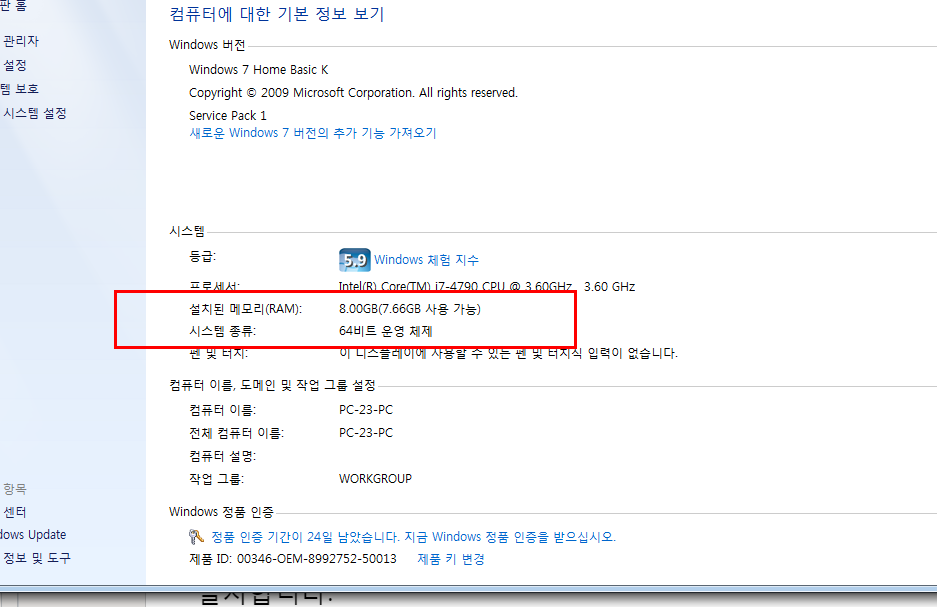 판 홈
관리자
설정
템 보호
시스템 설정
항목
센터
dows Update
정보 및 도구
컴퓨터에 대한 기본 정보 보기
Windows 버전
Windows 7 Home Basic K
Copyright © 2009 Microsoft Corporation. All rights reserved.
Service Pack 1
새로운 Windows 7 버전의 추가 기능 가져오기
시스템
등급: 5.9 Windows 체험 지수
프로세서: Intel(R) Core(TM) i7-4790 CPU @ 3.60GHz 3.60 GHz
설치된 메모리(RAM): 8.00GB(7.66GB 사용 가능)
시스템 종류: 64비트 운영 체제
펜 및 터치: 이 디스플레이에 사용할 수 있는 펜 및 터치식 입력이 없습니다.
컴퓨터 이름, 도메인 및 작업 그룹 설정
컴퓨터 이름: PC-23-PC
전체 컴퓨터 이름: PC-23-PC
컴퓨터 설명:
작업 그룹: WORKGROUP
Windows 정품 인증
정품 인증 기간이 24일 남았습니다. 지금 Windows 정품 인증을 받으십시오.
제품 ID: 00346-OEM-8992752-50013 제품 키 변경